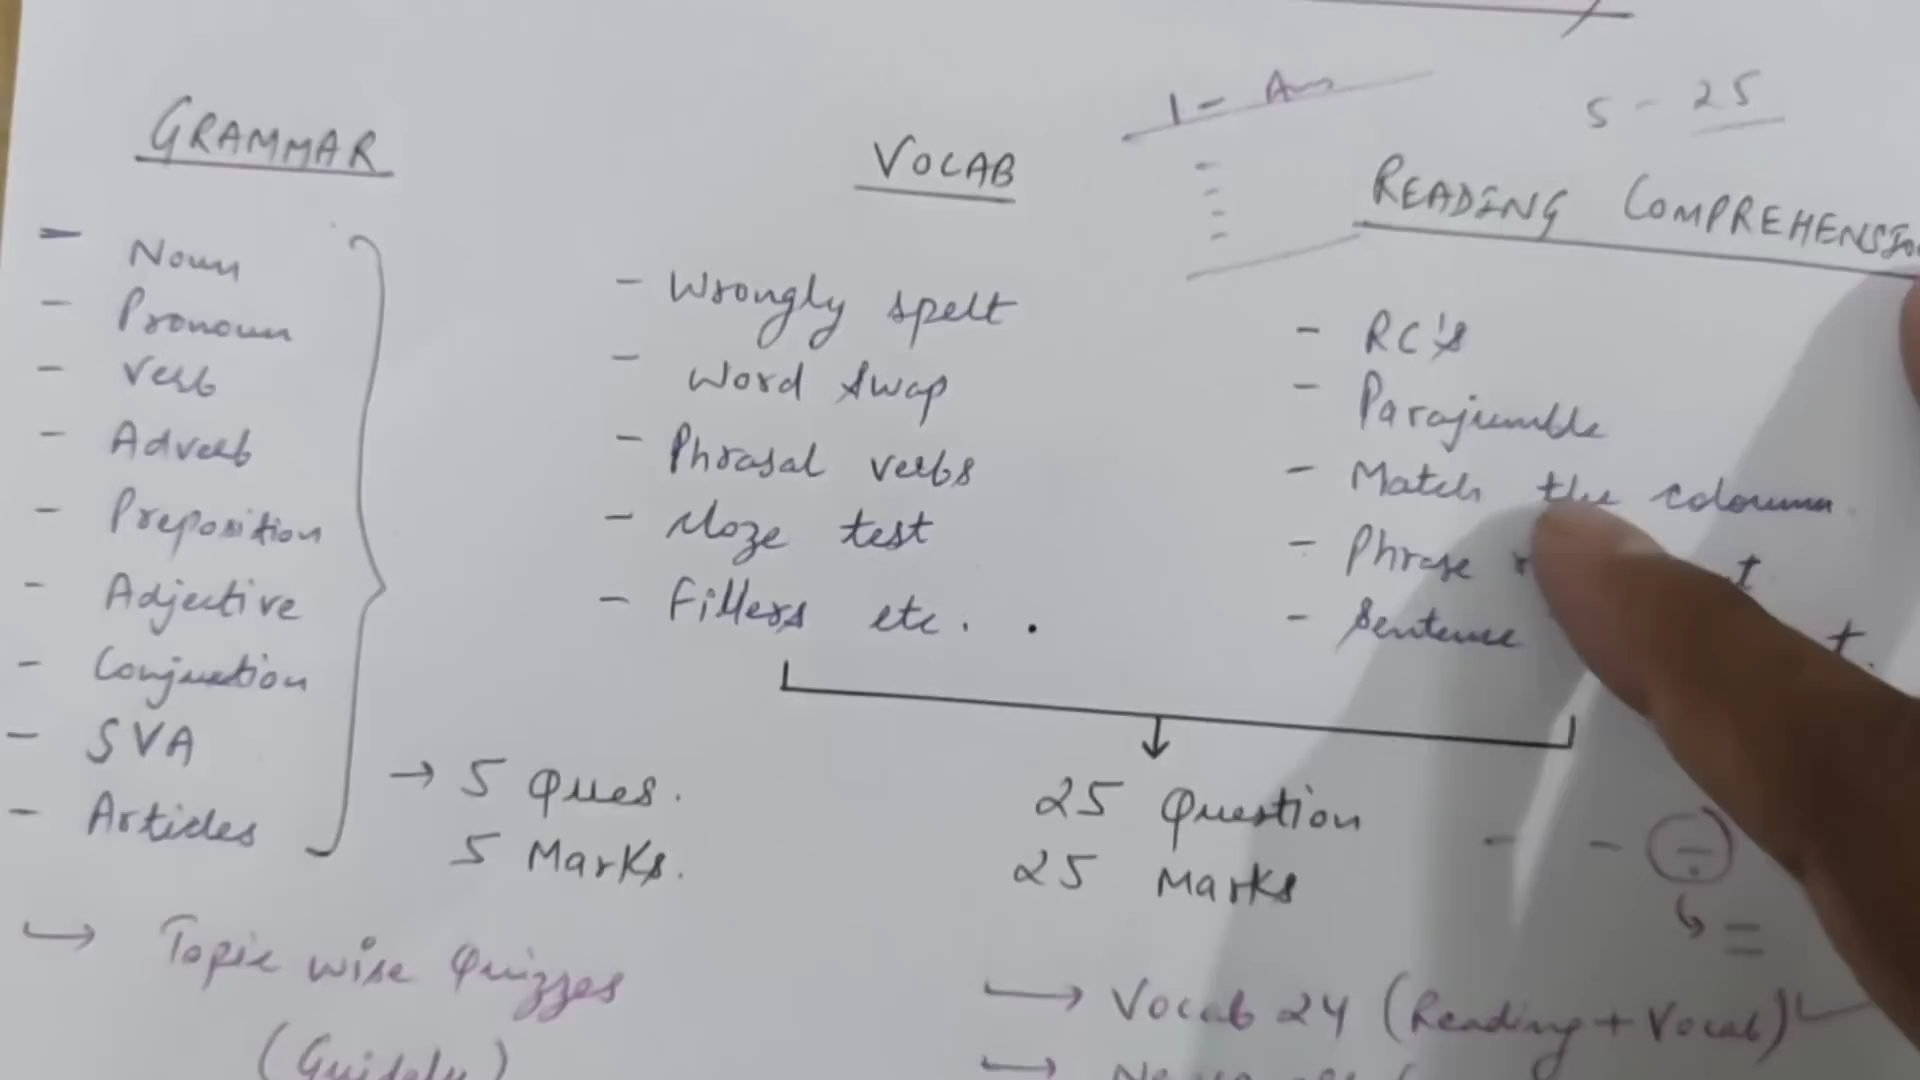 1 - Ans
5 - 25
GRAMMAR
- Noun
- Pronoun
- Verb
- Adverb
- Preposition
- Adjective
- Conjunction
- SVA
- Articles
→ 5 Ques.
5 Marks.
→ Topic wise Quizzes
(Guidely)
VOCAB
- Wrongly spelt
- Word swap
- Phrasal verbs
- Cloze test
- Fillers etc.
READING COMPREHENSION
- RC's
- Parajumble
- Match the column
- Phrase
- Sentence
25 Question
25 Marks
→ Vocab 24 (Reading + Vocab)